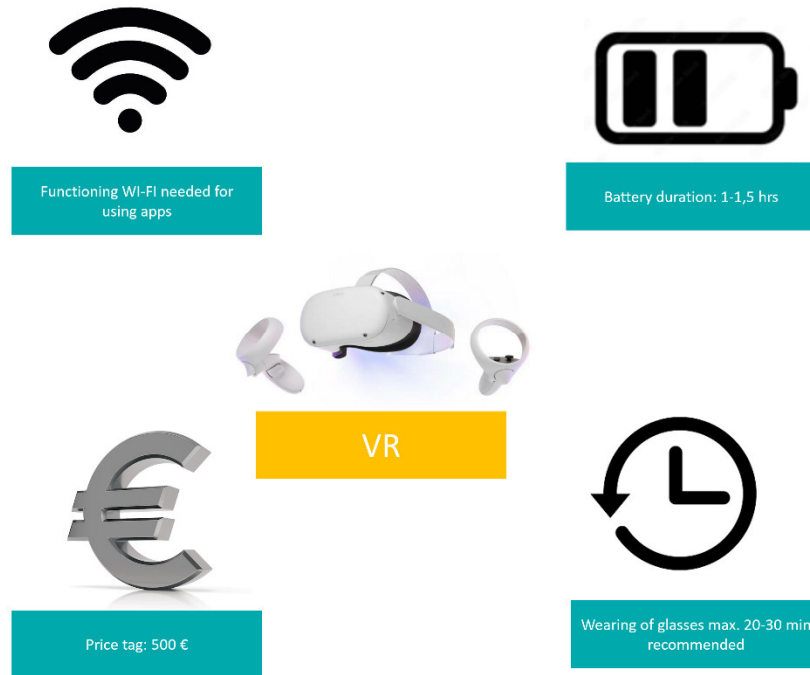 Functioning WI-FI needed for
using apps
Battery duration: 1-1,5 hrs
VR
Price tag: 500 €
Wearing of glasses max. 20-30 min
recommended